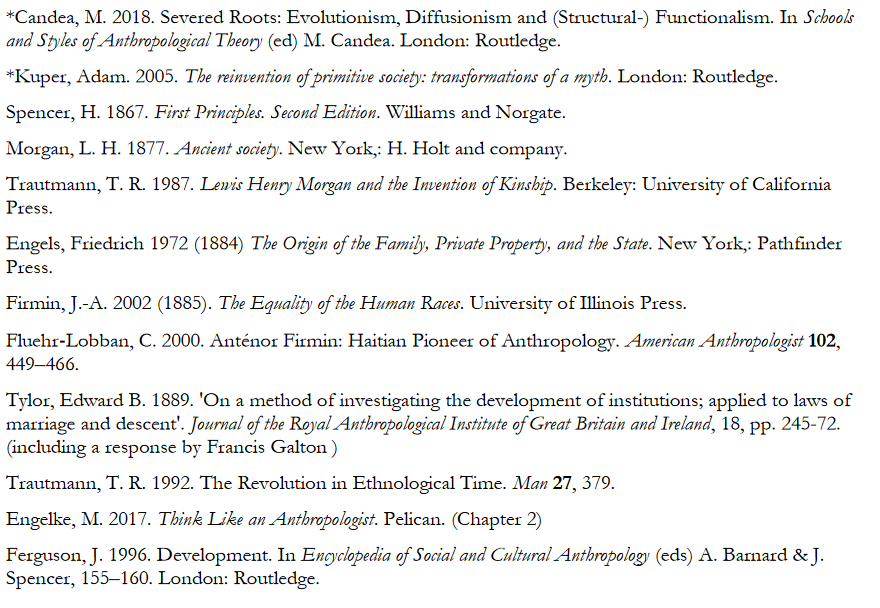 *Candea, M. 2018. Severed Roots: Evolutionism, Diffusionism and (Structural-) Functionalism. In Schools
and Styles of Anthropological Theory (ed) M. Candea. London: Routledge.
*Kuper, Adam. 2005. The reinvention of primitive society: transformations of a myth. London: Routledge.
Spencer, H. 1867. First Principles. Second Edition. Williams and Norgate.
Morgan, L. H. 1877. Ancient society. New York,: H. Holt and company.
Trautmann, T. R. 1987. Lewis Henry Morgan and the Invention of Kinship. Berkeley: University of California
Press.
Engels, Friedrich 1972 (1884) The Origin of the Family, Private Property, and the State. New York,: Pathfinder
Press.
Firmin, J.-A. 2002 (1885). The Equality of the Human Races. University of Illinois Press.
Fluehr-Lobban, C. 2000. Anténor Firmin: Haitian Pioneer of Anthropology. American Anthropologist 102,
449–466.
Tylor, Edward B. 1889. 'On a method of investigating the development of institutions; applied to laws of
marriage and descent'. Journal of the Royal Anthropological Institute of Great Britain and Ireland, 18, pp. 245-72.
(including a response by Francis Galton )
Trautmann, T. R. 1992. The Revolution in Ethnological Time. Man 27, 379.
Engelke, M. 2017. Think Like an Anthropologist. Pelican. (Chapter 2)
Ferguson, J. 1996. Development. In Encyclopedia of Social and Cultural Anthropology (eds) A. Barnard & J.
Spencer, 155–160. London: Routledge.